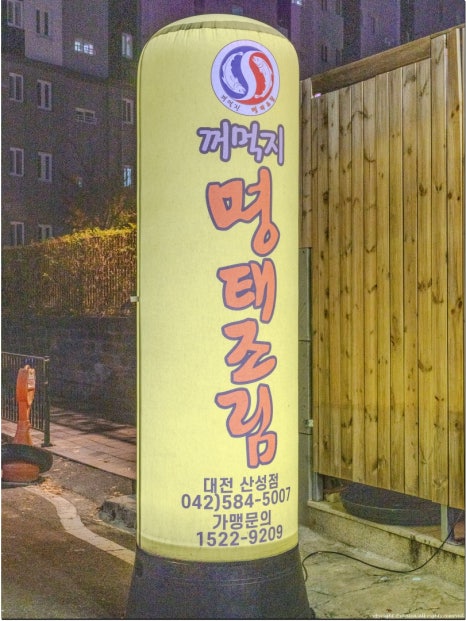 꺼먹지
명태조림
대전 산성점
042)584-5007
가맹문의
1522-9209